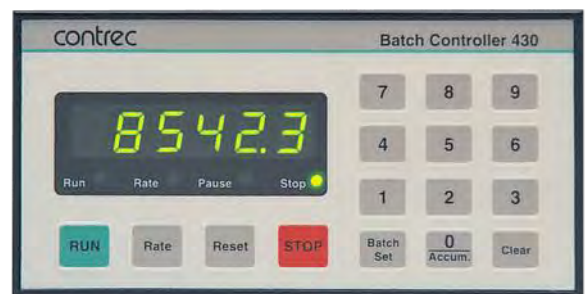 contrec
Batch Controller 430
8542.3
Run Rate Pause Stop
RUN Rate Reset STOP
7 8 9
4 5 6
1 2 3
Batch Set
0
Accum.
Clear